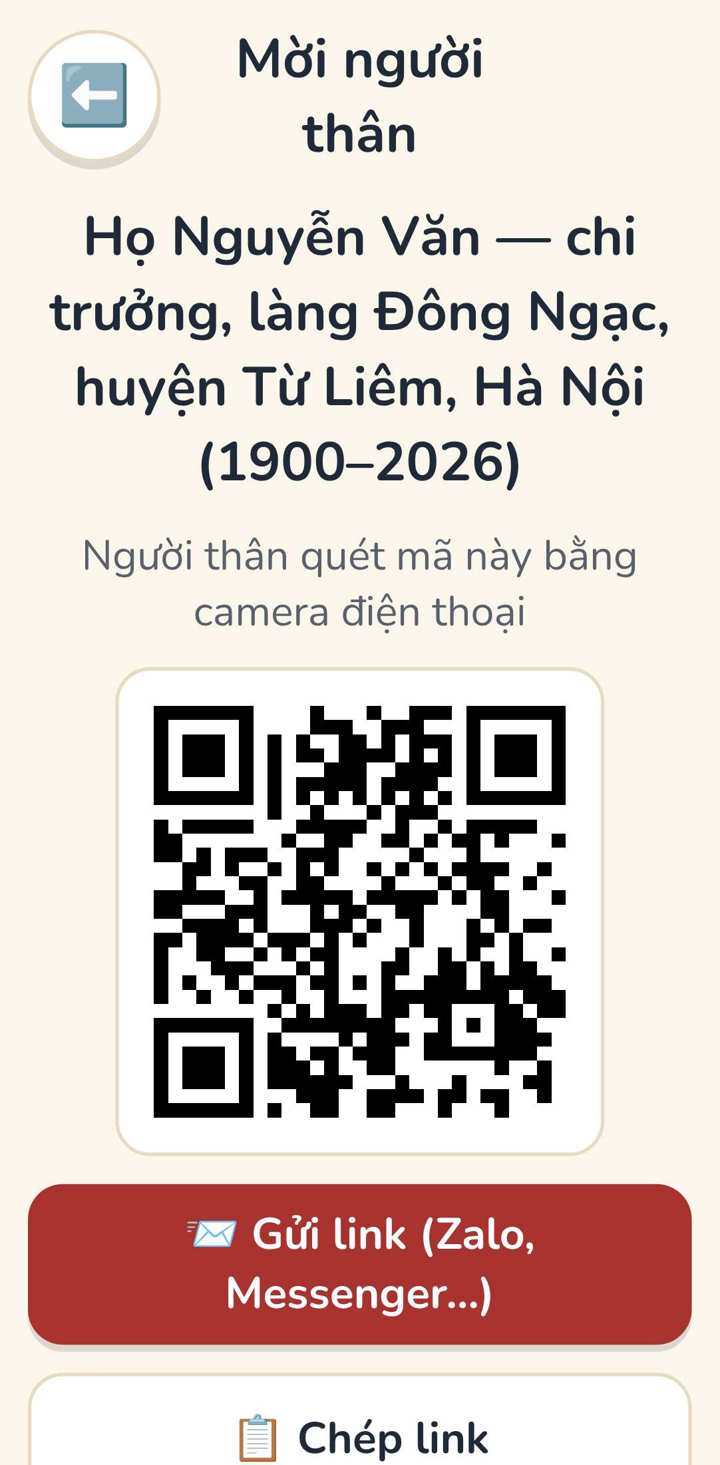 Mời người
thân
Họ Nguyễn Văn — chi
trưởng, làng Đông Ngạc,
huyện Từ Liêm, Hà Nội
(1900–2026)
Người thân quét mã này bằng
camera điện thoại
Gửi link (Zalo,
Messenger...)
Chép link